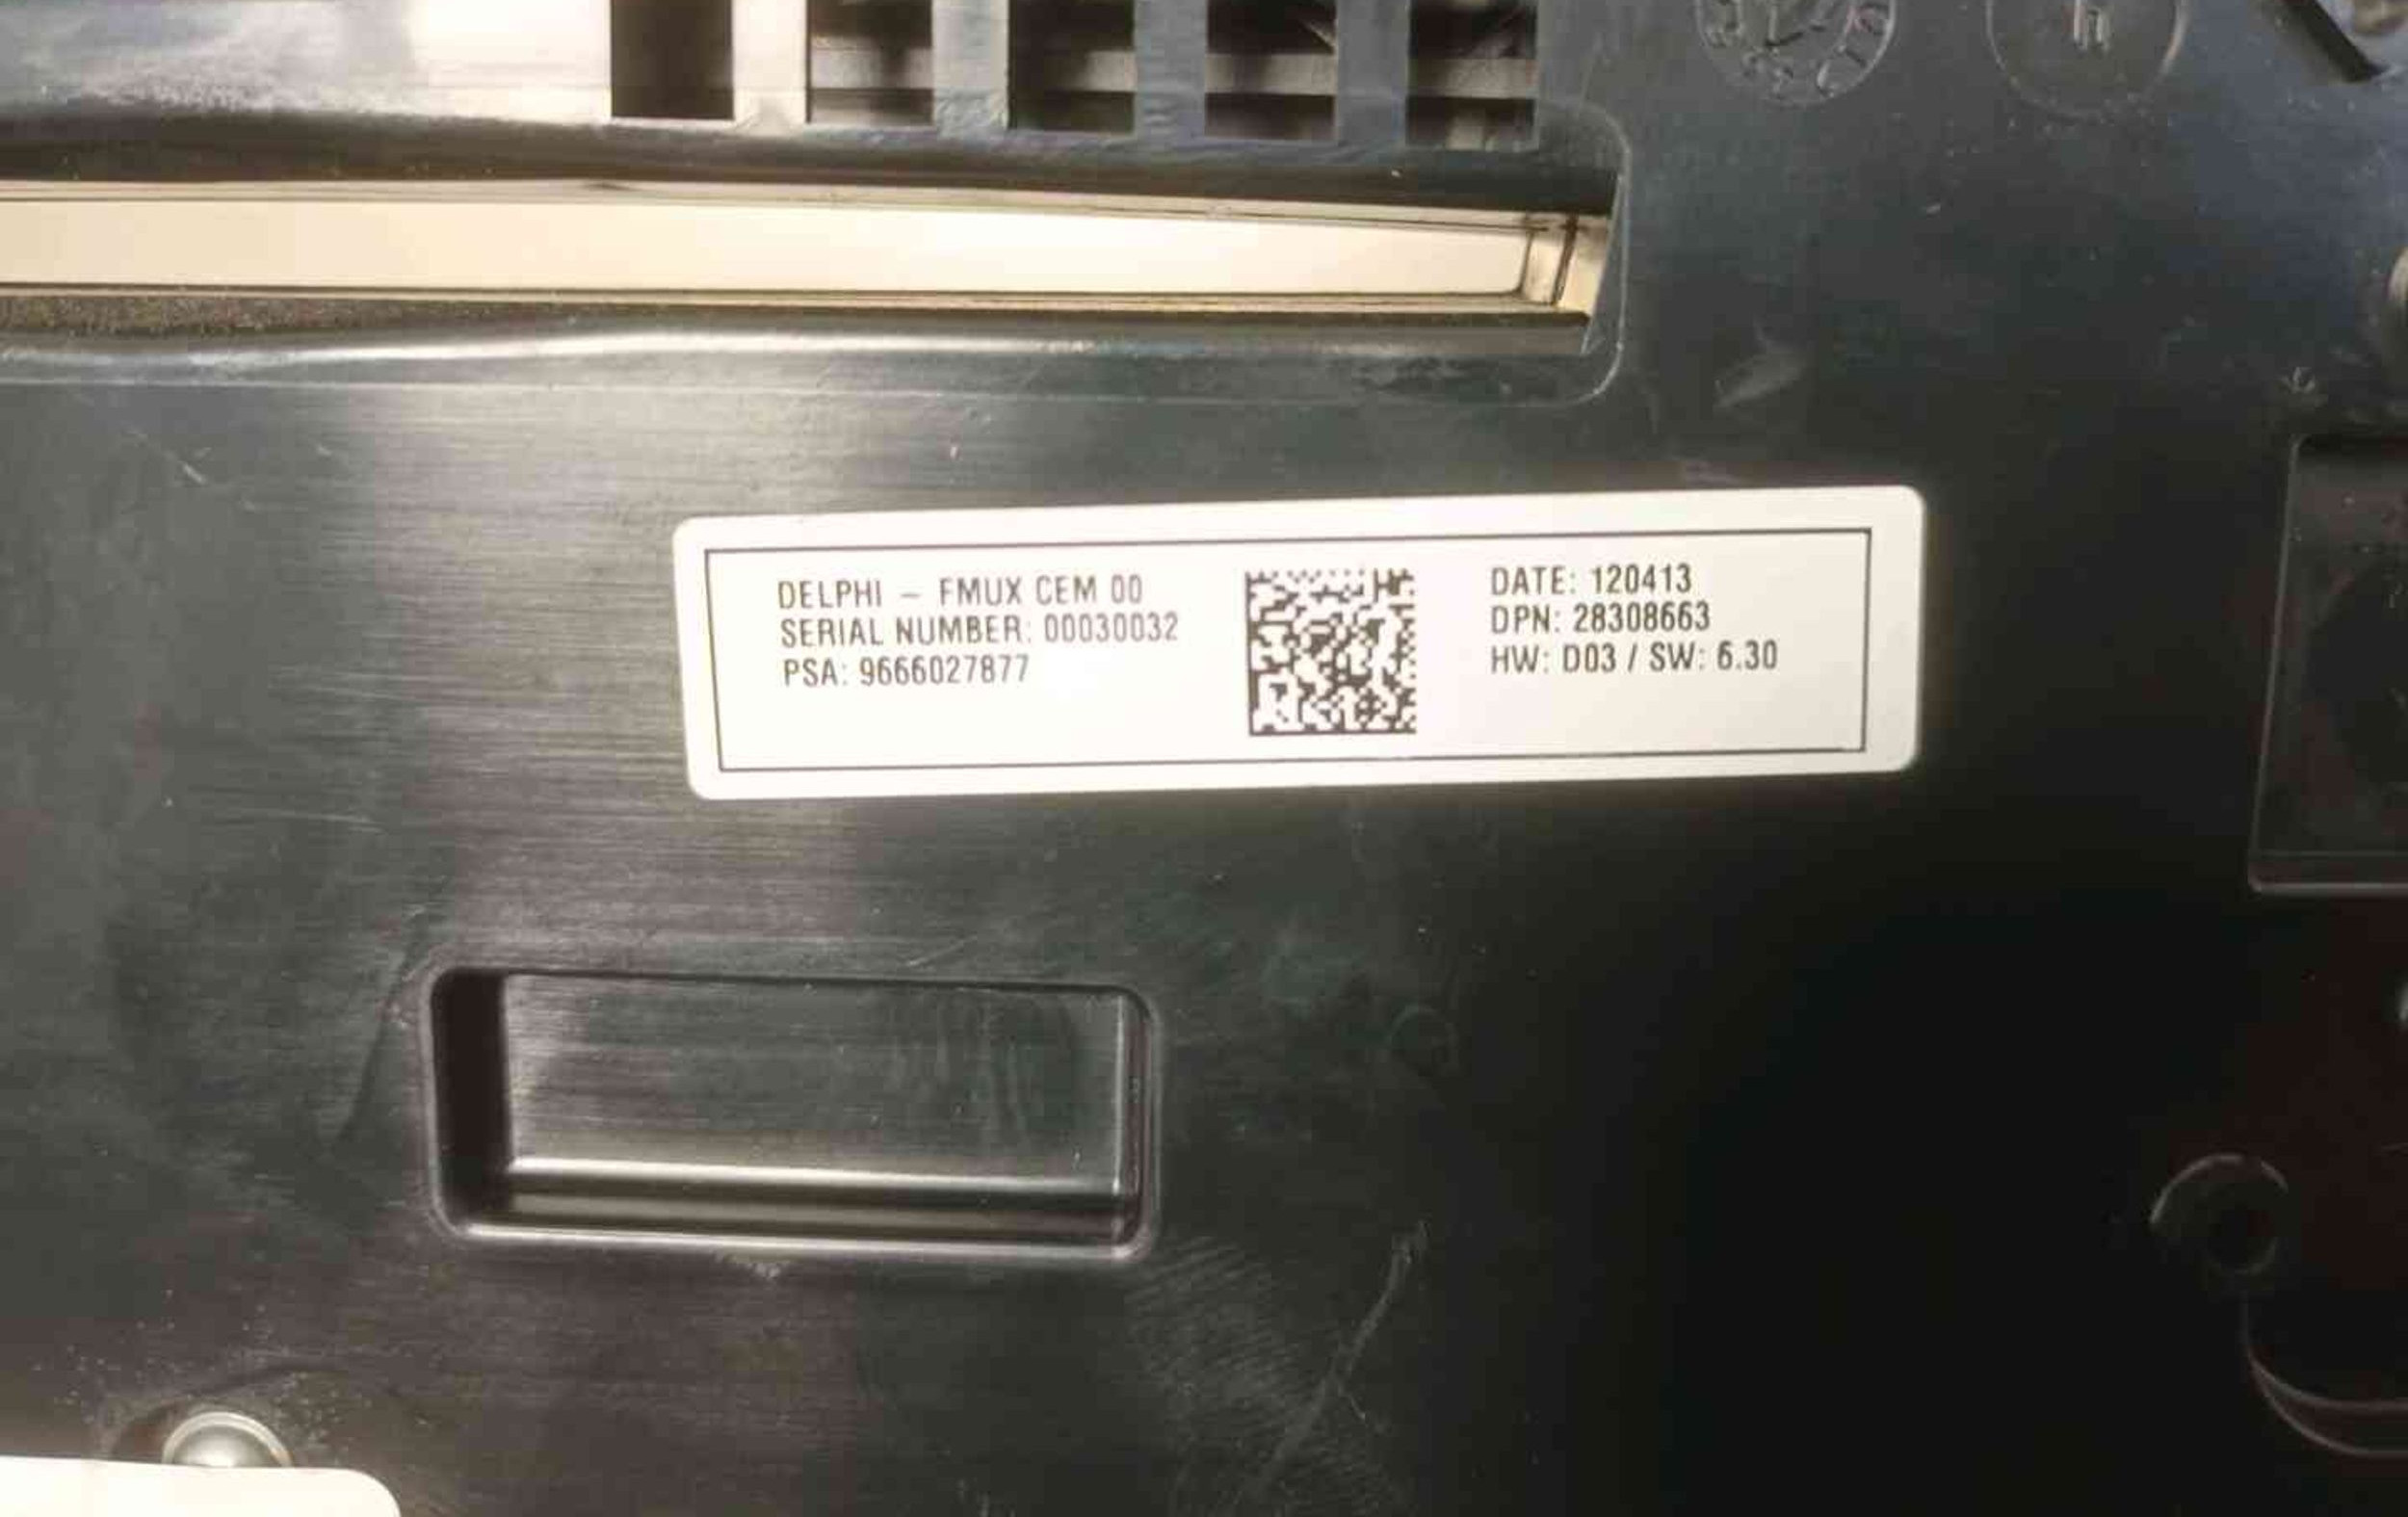 DELPHI – FMUX CEM 00
SERIAL NUMBER: 00030032
PSA: 9666027877
DATE: 120413
DPN: 28308663
HW: D03 / SW: 6.30